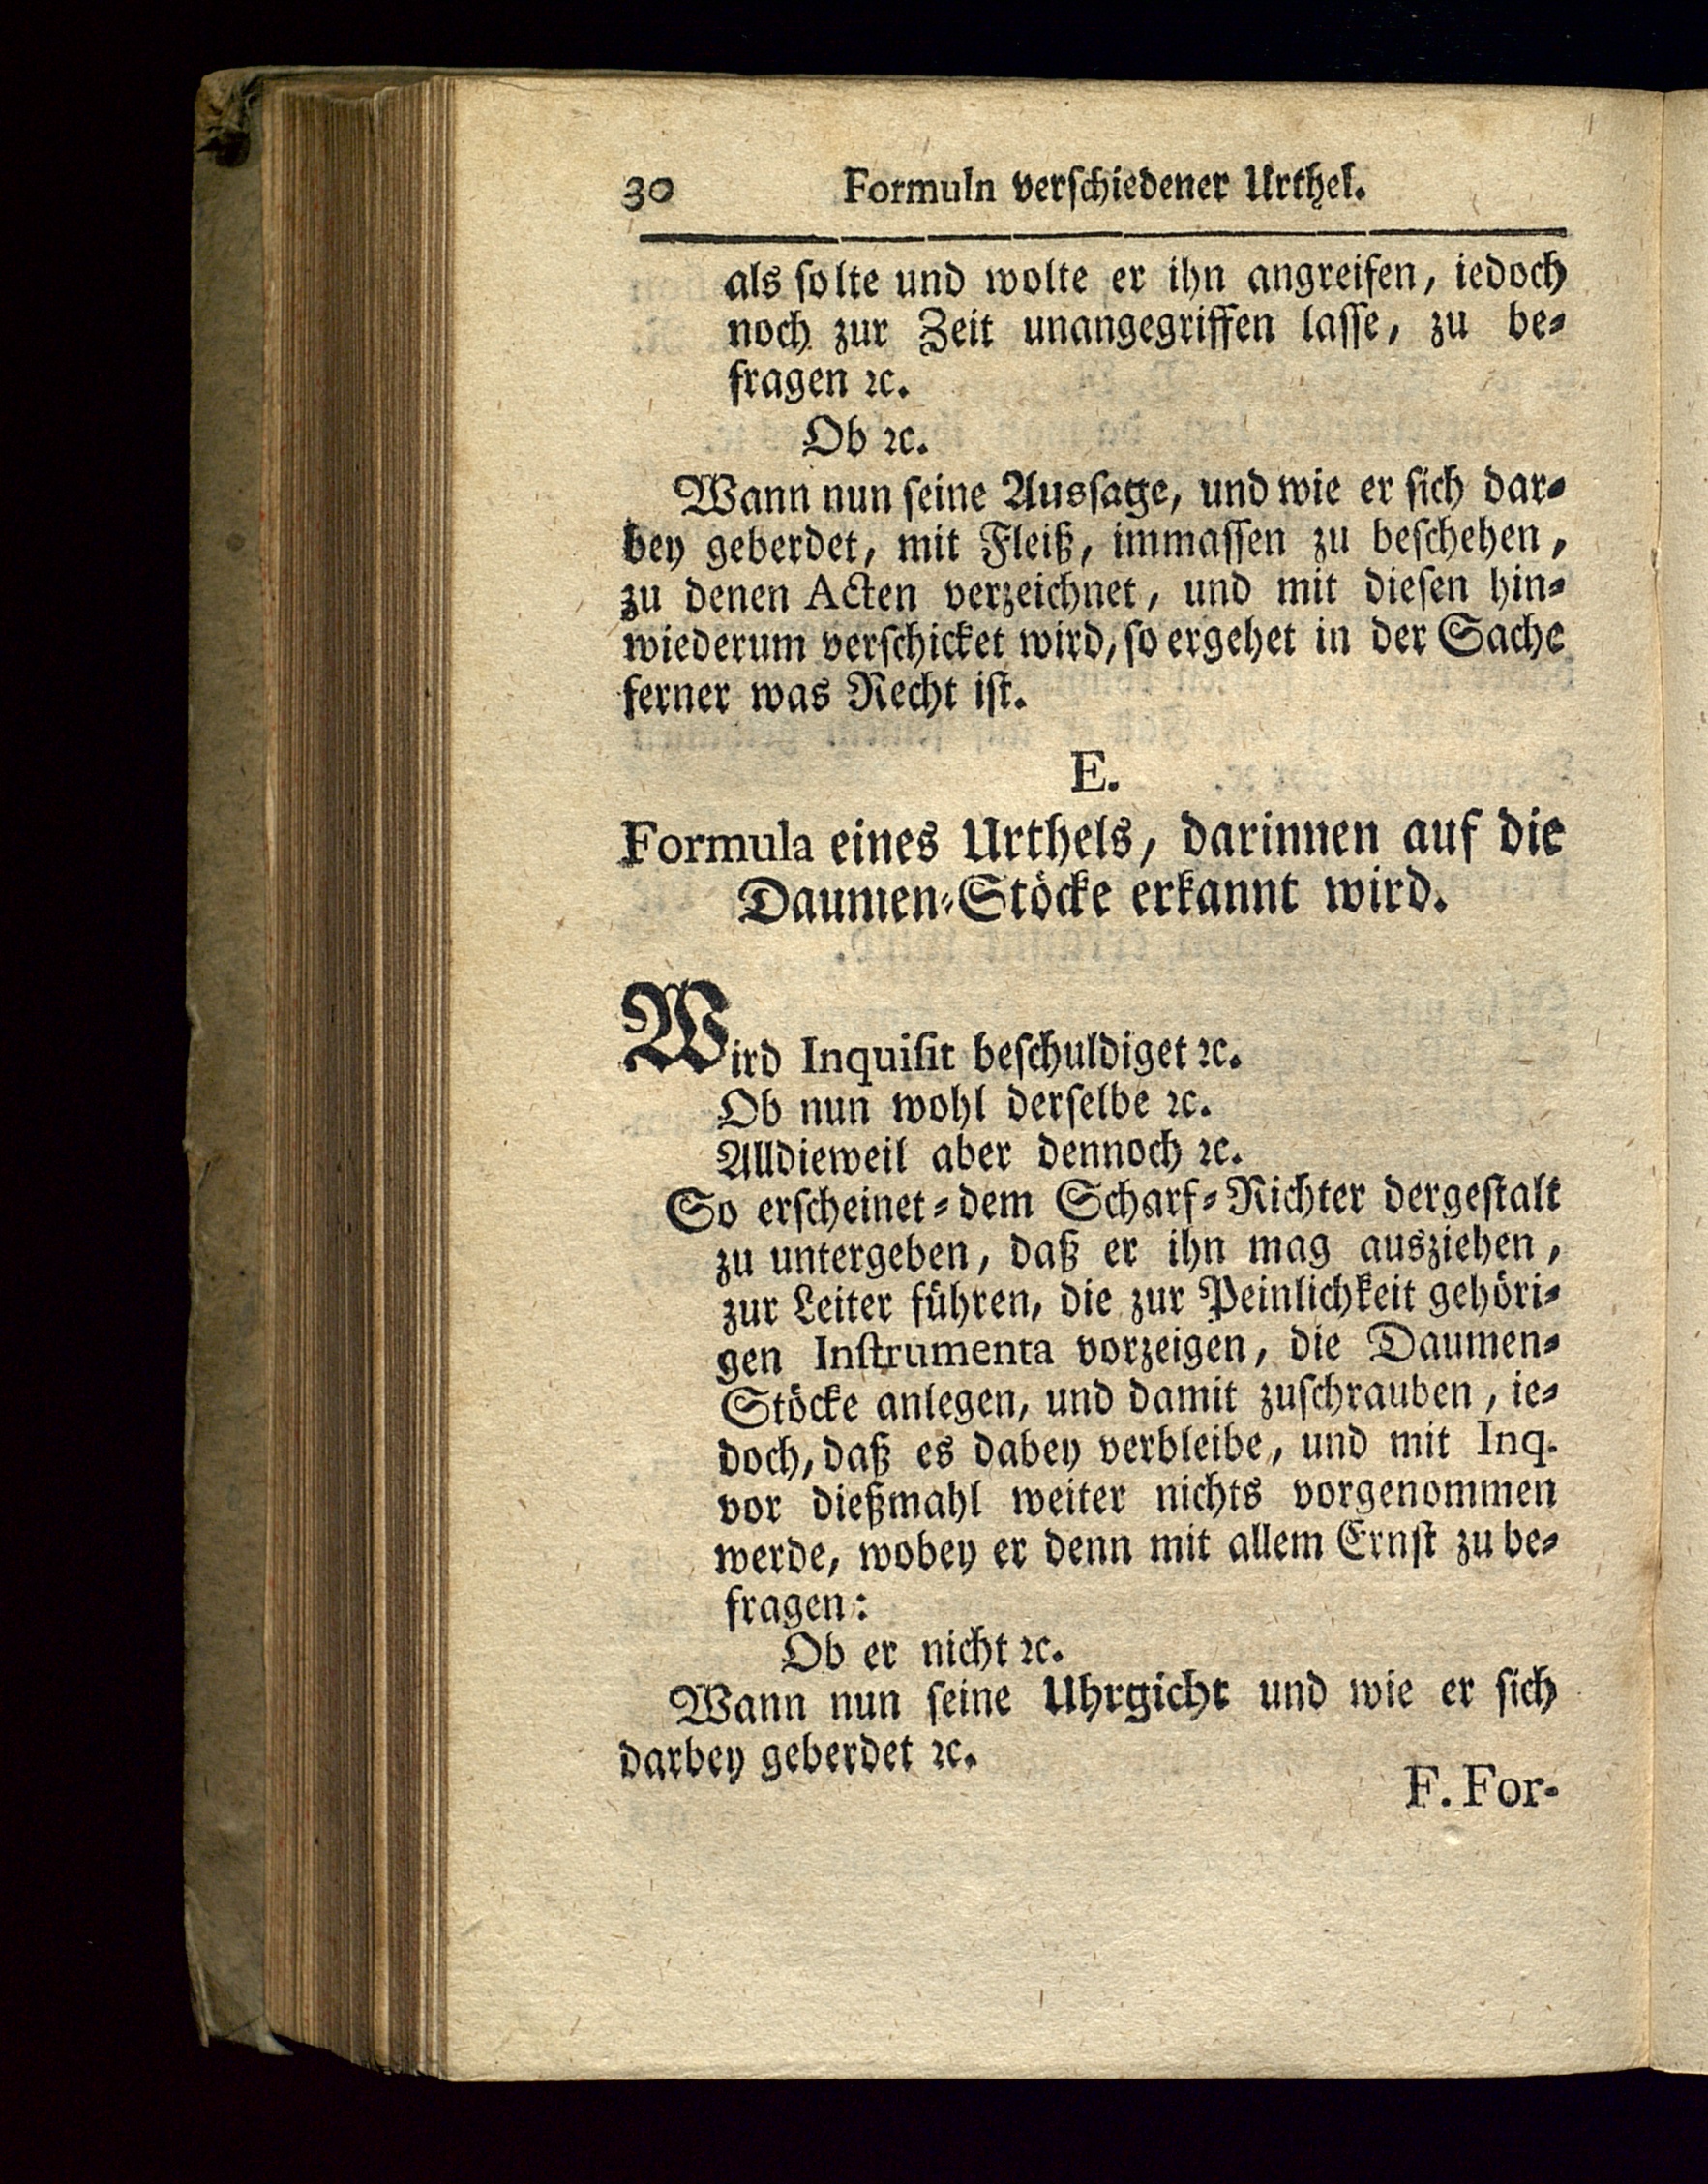 30 Formuln verschiedener Urthel.
als solte und wolte er ihn angreifen, iedoch
noch zur Zeit unangegriffen lasse, zu be-
fragen ꝛc.
Ob ꝛc.
Wann nun seine Aussage, und wie er sich dar-
bey geberdet, mit Fleiß, immassen zu beschehen,
zu denen Acten verzeichnet, und mit diesen hin-
wiederum verschicket wird, so ergehet in der Sache
ferner was Recht ist.
E.
Formula eines Urthels, darinnen auf die
Daumen-Stöcke erkannt wird.
Wird Inquisit beschuldiget ꝛc.
Ob nun wohl derselbe ꝛc.
Alldieweil aber dennoch ꝛc.
So erscheinet-dem Scharf-Richter dergestalt
zu untergeben, daß er ihn mag ausziehen,
zur Leiter führen, die zur Peinlichkeit gehöri-
gen Instrumenta vorzeigen, die Daumen-
Stöcke anlegen, und damit zuschrauben, ie-
doch, daß es dabey verbleibe, und mit Inq.
vor dießmahl weiter nichts vorgenommen
werde, wobey er denn mit allem Ernst zu be-
fragen:
Ob er nicht ꝛc.
Wann nun seine Uhrgicht und wie er sich
darbey geberdet ꝛc.
F. For-